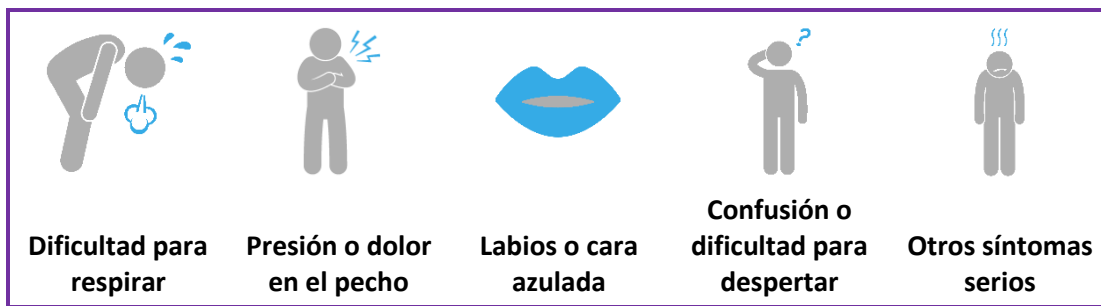 Dificultad para
respirar
Presión o dolor
en el pecho
Labios o cara
azulada
Confusión o
dificultad para
despertar
Otros síntomas
serios